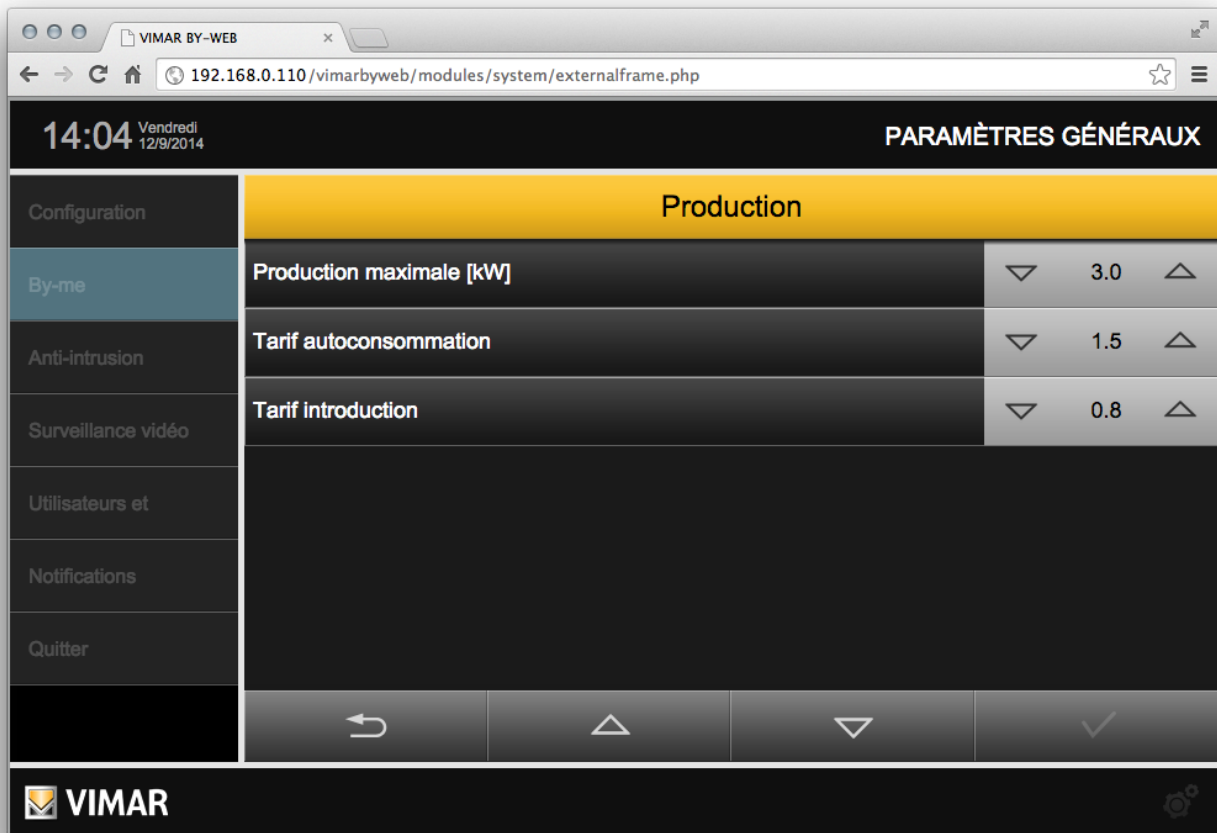 VIMAR BY-WEB
192.168.0.110/vimarbyweb/modules/system/externalframe.php
14:04 Vendredi
12/9/2014
PARAMÈTRES GÉNÉRAUX
Configuration
By-me
Anti-intrusion
Surveillance vidéo
Utilisateurs et
Notifications
Quitter
Production
Production maximale [kW] 3.0
Tarif autoconsommation 1.5
Tarif introduction 0.8
VIMAR